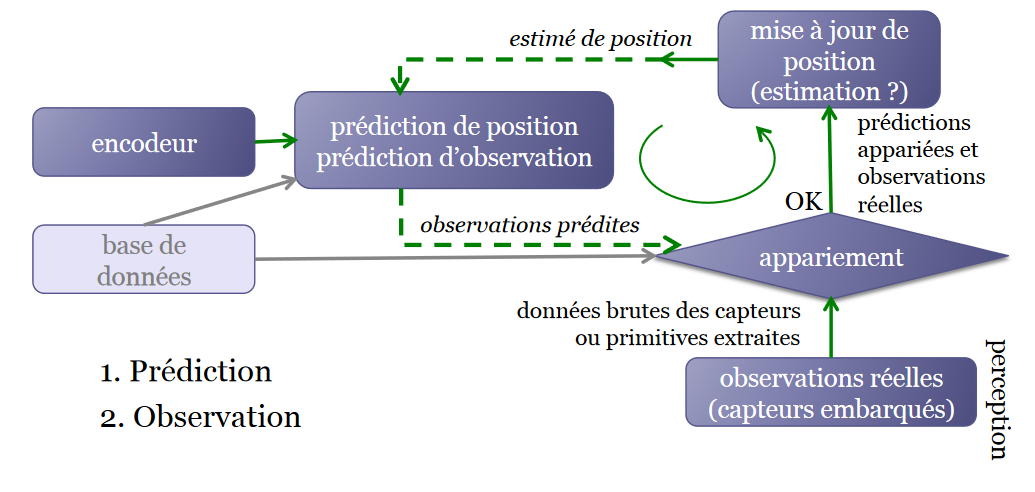 estimé de position
mise à jour de
position
(estimation ?)
encodeur
prédiction de position
prédiction d’observation
prédictions
appariées et
observations
réelles
OK
observations prédites
base de
données
appariement
données brutes des capteurs
ou primitives extraites
1. Prédiction
2. Observation
observations réelles
(capteurs embarqués)
perception